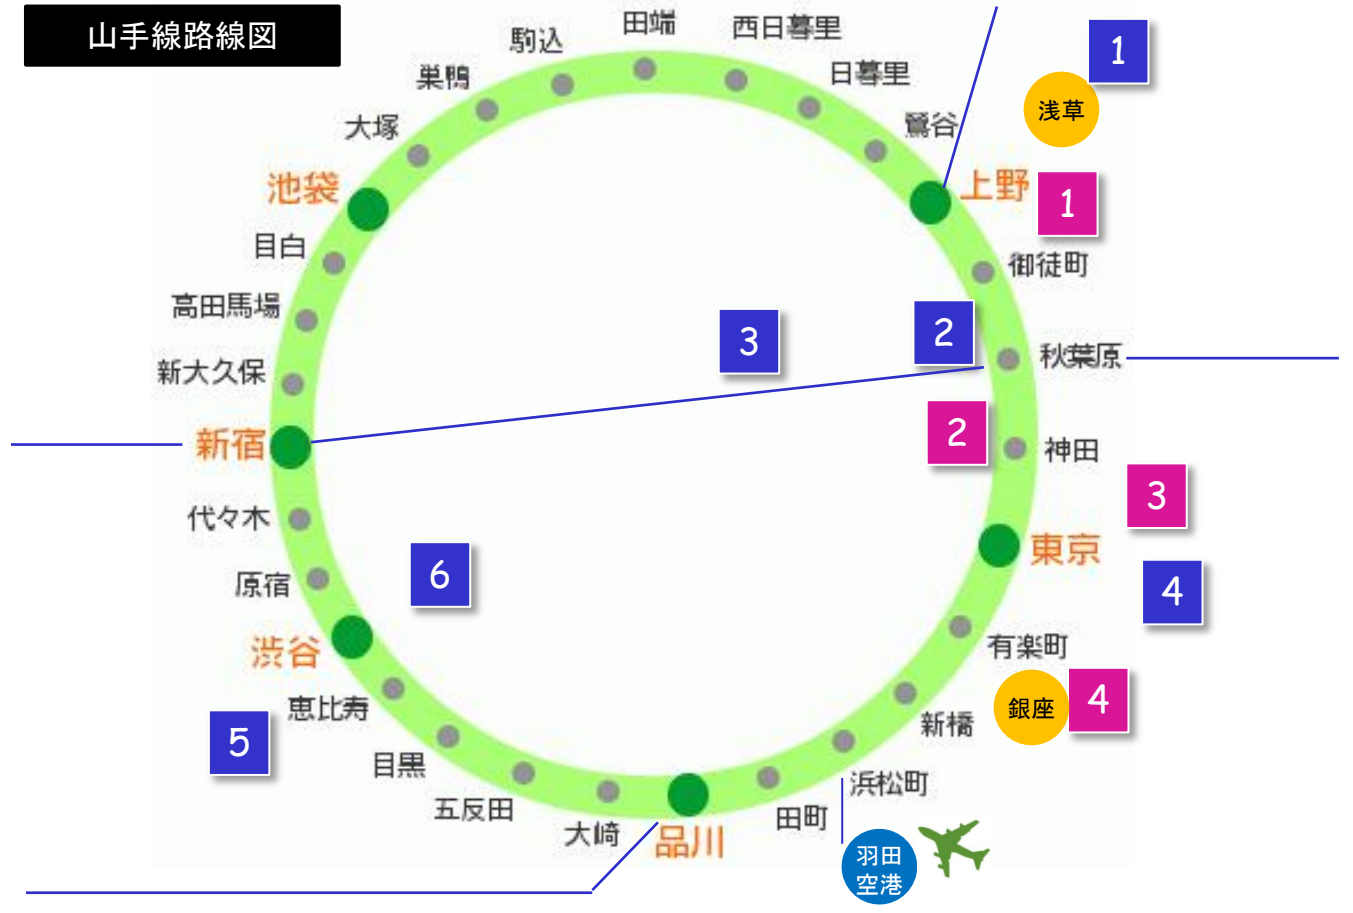 山手線路線図
田端
西日暮里
駒込
日暮里
1
巣鴨
浅草
大塚
鶯谷
池袋
上野
1
目白
御徒町
高田馬場
3
2
秋葉原
新大久保
新宿
2
神田
代々木
3
東京
原宿
6
4
渋谷
有楽町
恵比寿
銀座
4
5
新橋
目黒
浜松町
五反田
田町
大崎
品川
羽田
空港